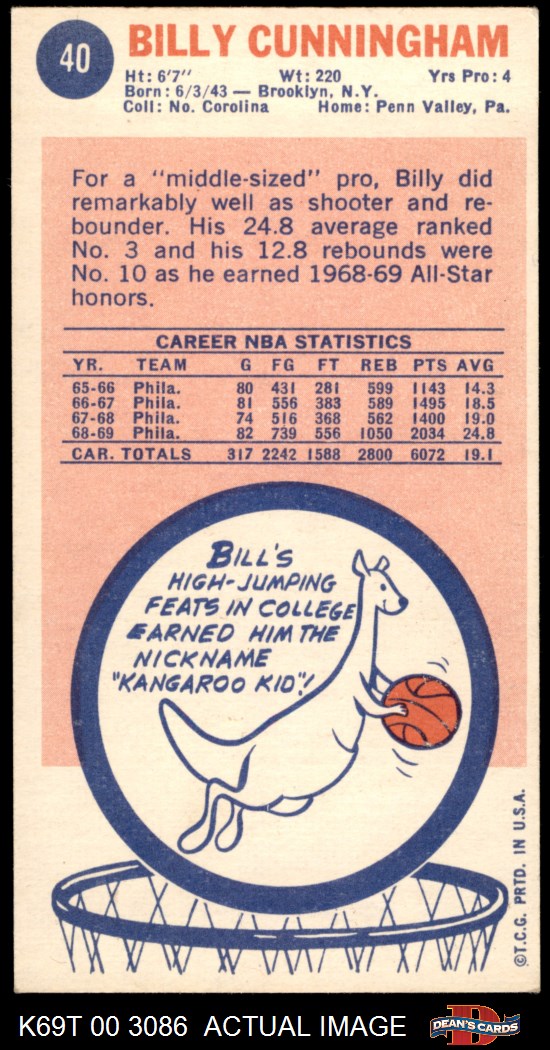 40
BILLY CUNNINGHAM
Ht: 6'7" Wt: 220 Yrs Pro: 4
Born: 6/3/43 — Brooklyn, N.Y.
Coll: No. Corolina Home: Penn Valley, Pa.
For a "middle-sized" pro, Billy did
remarkably well as shooter and re-
bounder. His 24.8 average ranked
No. 3 and his 12.8 rebounds were
No. 10 as he earned 1968-69 All-Star
honors.
CAREER NBA STATISTICS
YR. TEAM G FG FT REB PTS AVG
65-66 Phila. 80 431 281 599 1143 14.3
66-67 Phila. 81 556 383 589 1495 18.5
67-68 Phila. 74 516 368 562 1400 19.0
68-69 Phila. 82 739 556 1050 2034 24.8
CAR. TOTALS 317 2242 1588 2800 6072 19.1
BILL'S
HIGH-JUMPING
FEATS IN COLLEGE
EARNED HIM THE
NICKNAME
"KANGAROO KID"!
©T.C.G. PRTD. IN U.S.A.
K69T 00 3086 ACTUAL IMAGE
D
DEAN'S CARDS